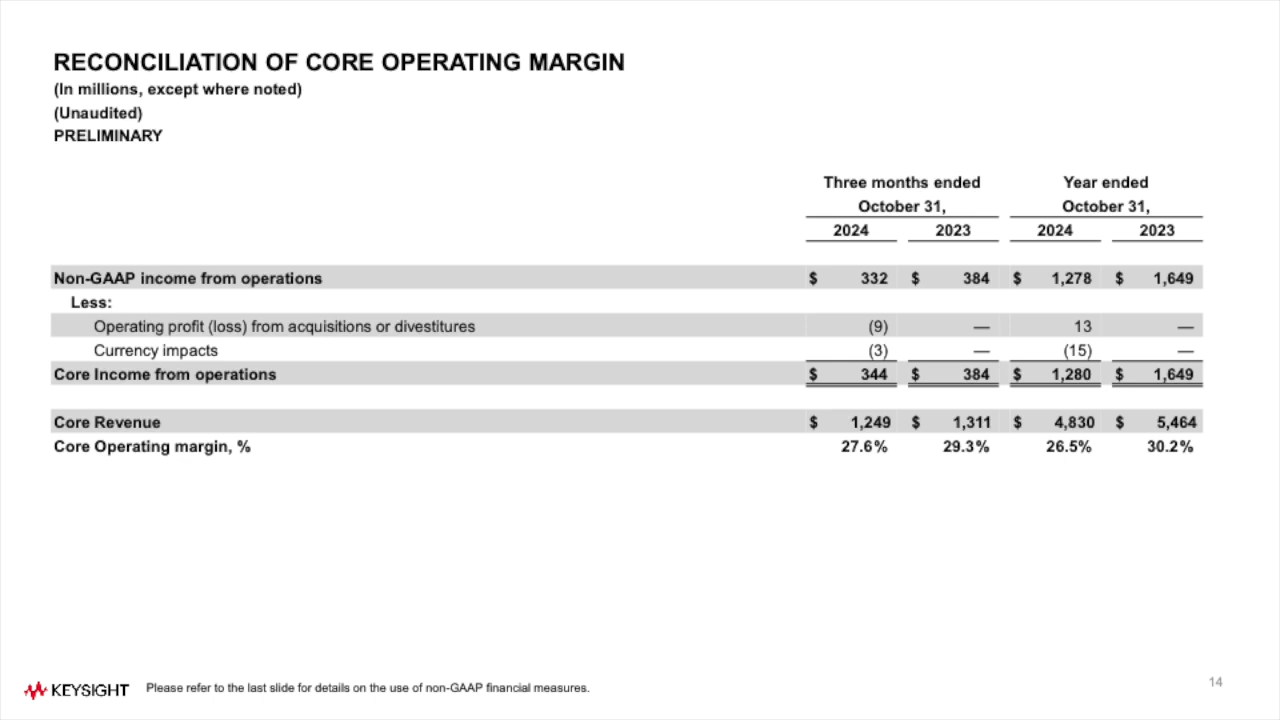 RECONCILIATION OF CORE OPERATING MARGIN
(In millions, except where noted)
(Unaudited)
PRELIMINARY
Three months ended Year ended
October 31, October 31,
2024 2023 2024 2023
Non-GAAP income from operations $ 332 $ 384 $ 1,278 $ 1,649
Less:
Operating profit (loss) from acquisitions or divestitures (9) — 13 —
Currency impacts (3) — (15) —
Core Income from operations $ 344 $ 384 $ 1,280 $ 1,649
Core Revenue $ 1,249 $ 1,311 $ 4,830 $ 5,464
Core Operating margin, % 27.6% 29.3% 26.5% 30.2%
KEYSIGHT Please refer to the last slide for details on the use of non-GAAP financial measures. 14